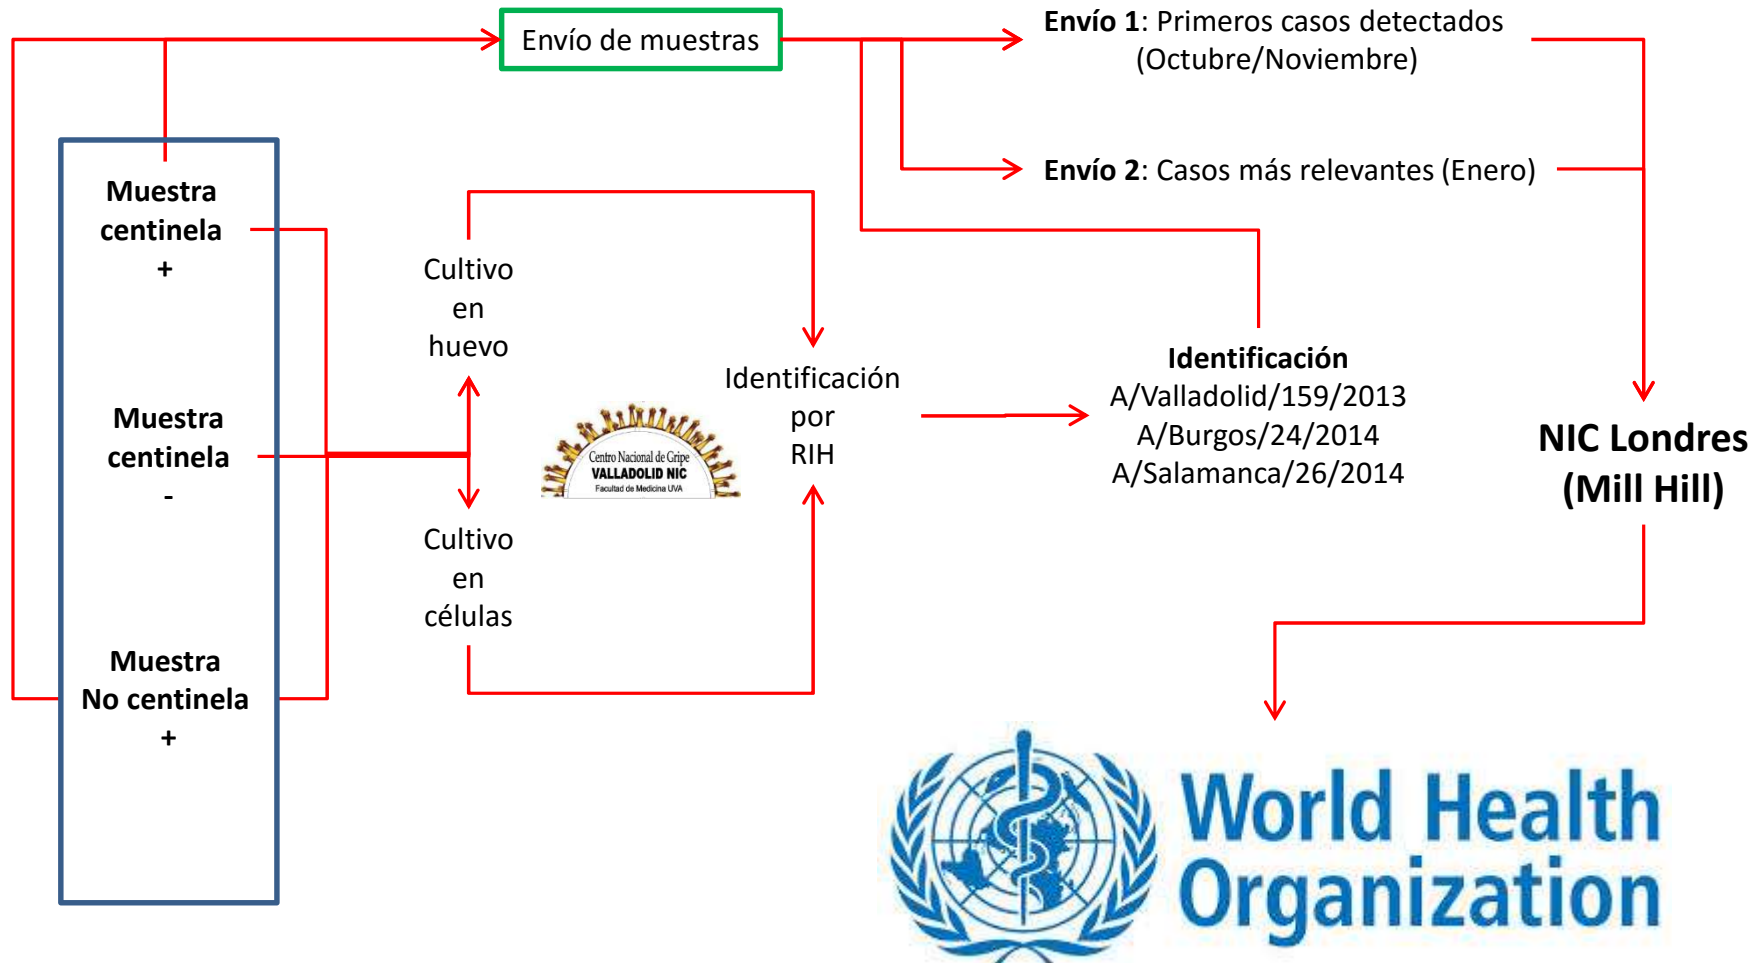 Envío de muestras
Envío 1: Primeros casos detectados
(Octubre/Noviembre)
Envío 2: Casos más relevantes (Enero)
Muestra
centinela
+
Muestra
centinela
-
Muestra
No centinela
+
Cultivo
en
huevo
Cultivo
en
células
Centro Nacional de Gripe
VALLADOLID NIC
Facultad de Medicina UVA
Identificación
por
RIH
Identificación
A/Valladolid/159/2013
A/Burgos/24/2014
A/Salamanca/26/2014
NIC Londres
(Mill Hill)
World Health
Organization